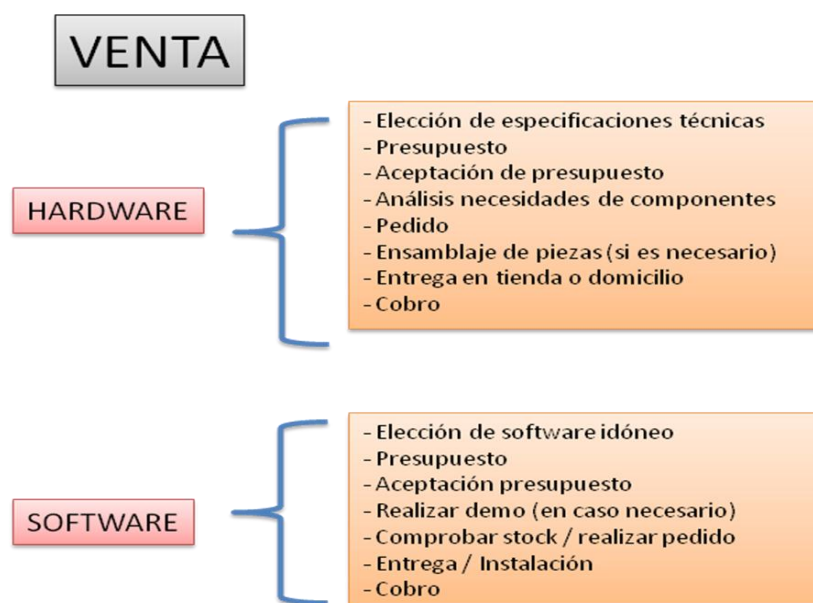 VENTA
HARDWARE
- Elección de especificaciones técnicas
- Presupuesto
- Aceptación de presupuesto
- Análisis necesidades de componentes
- Pedido
- Ensamblaje de piezas (si es necesario)
- Entrega en tienda o domicilio
- Cobro
SOFTWARE
- Elección de software idóneo
- Presupuesto
- Aceptación presupuesto
- Realizar demo (en caso necesario)
- Comprobar stock / realizar pedido
- Entrega / Instalación
- Cobro